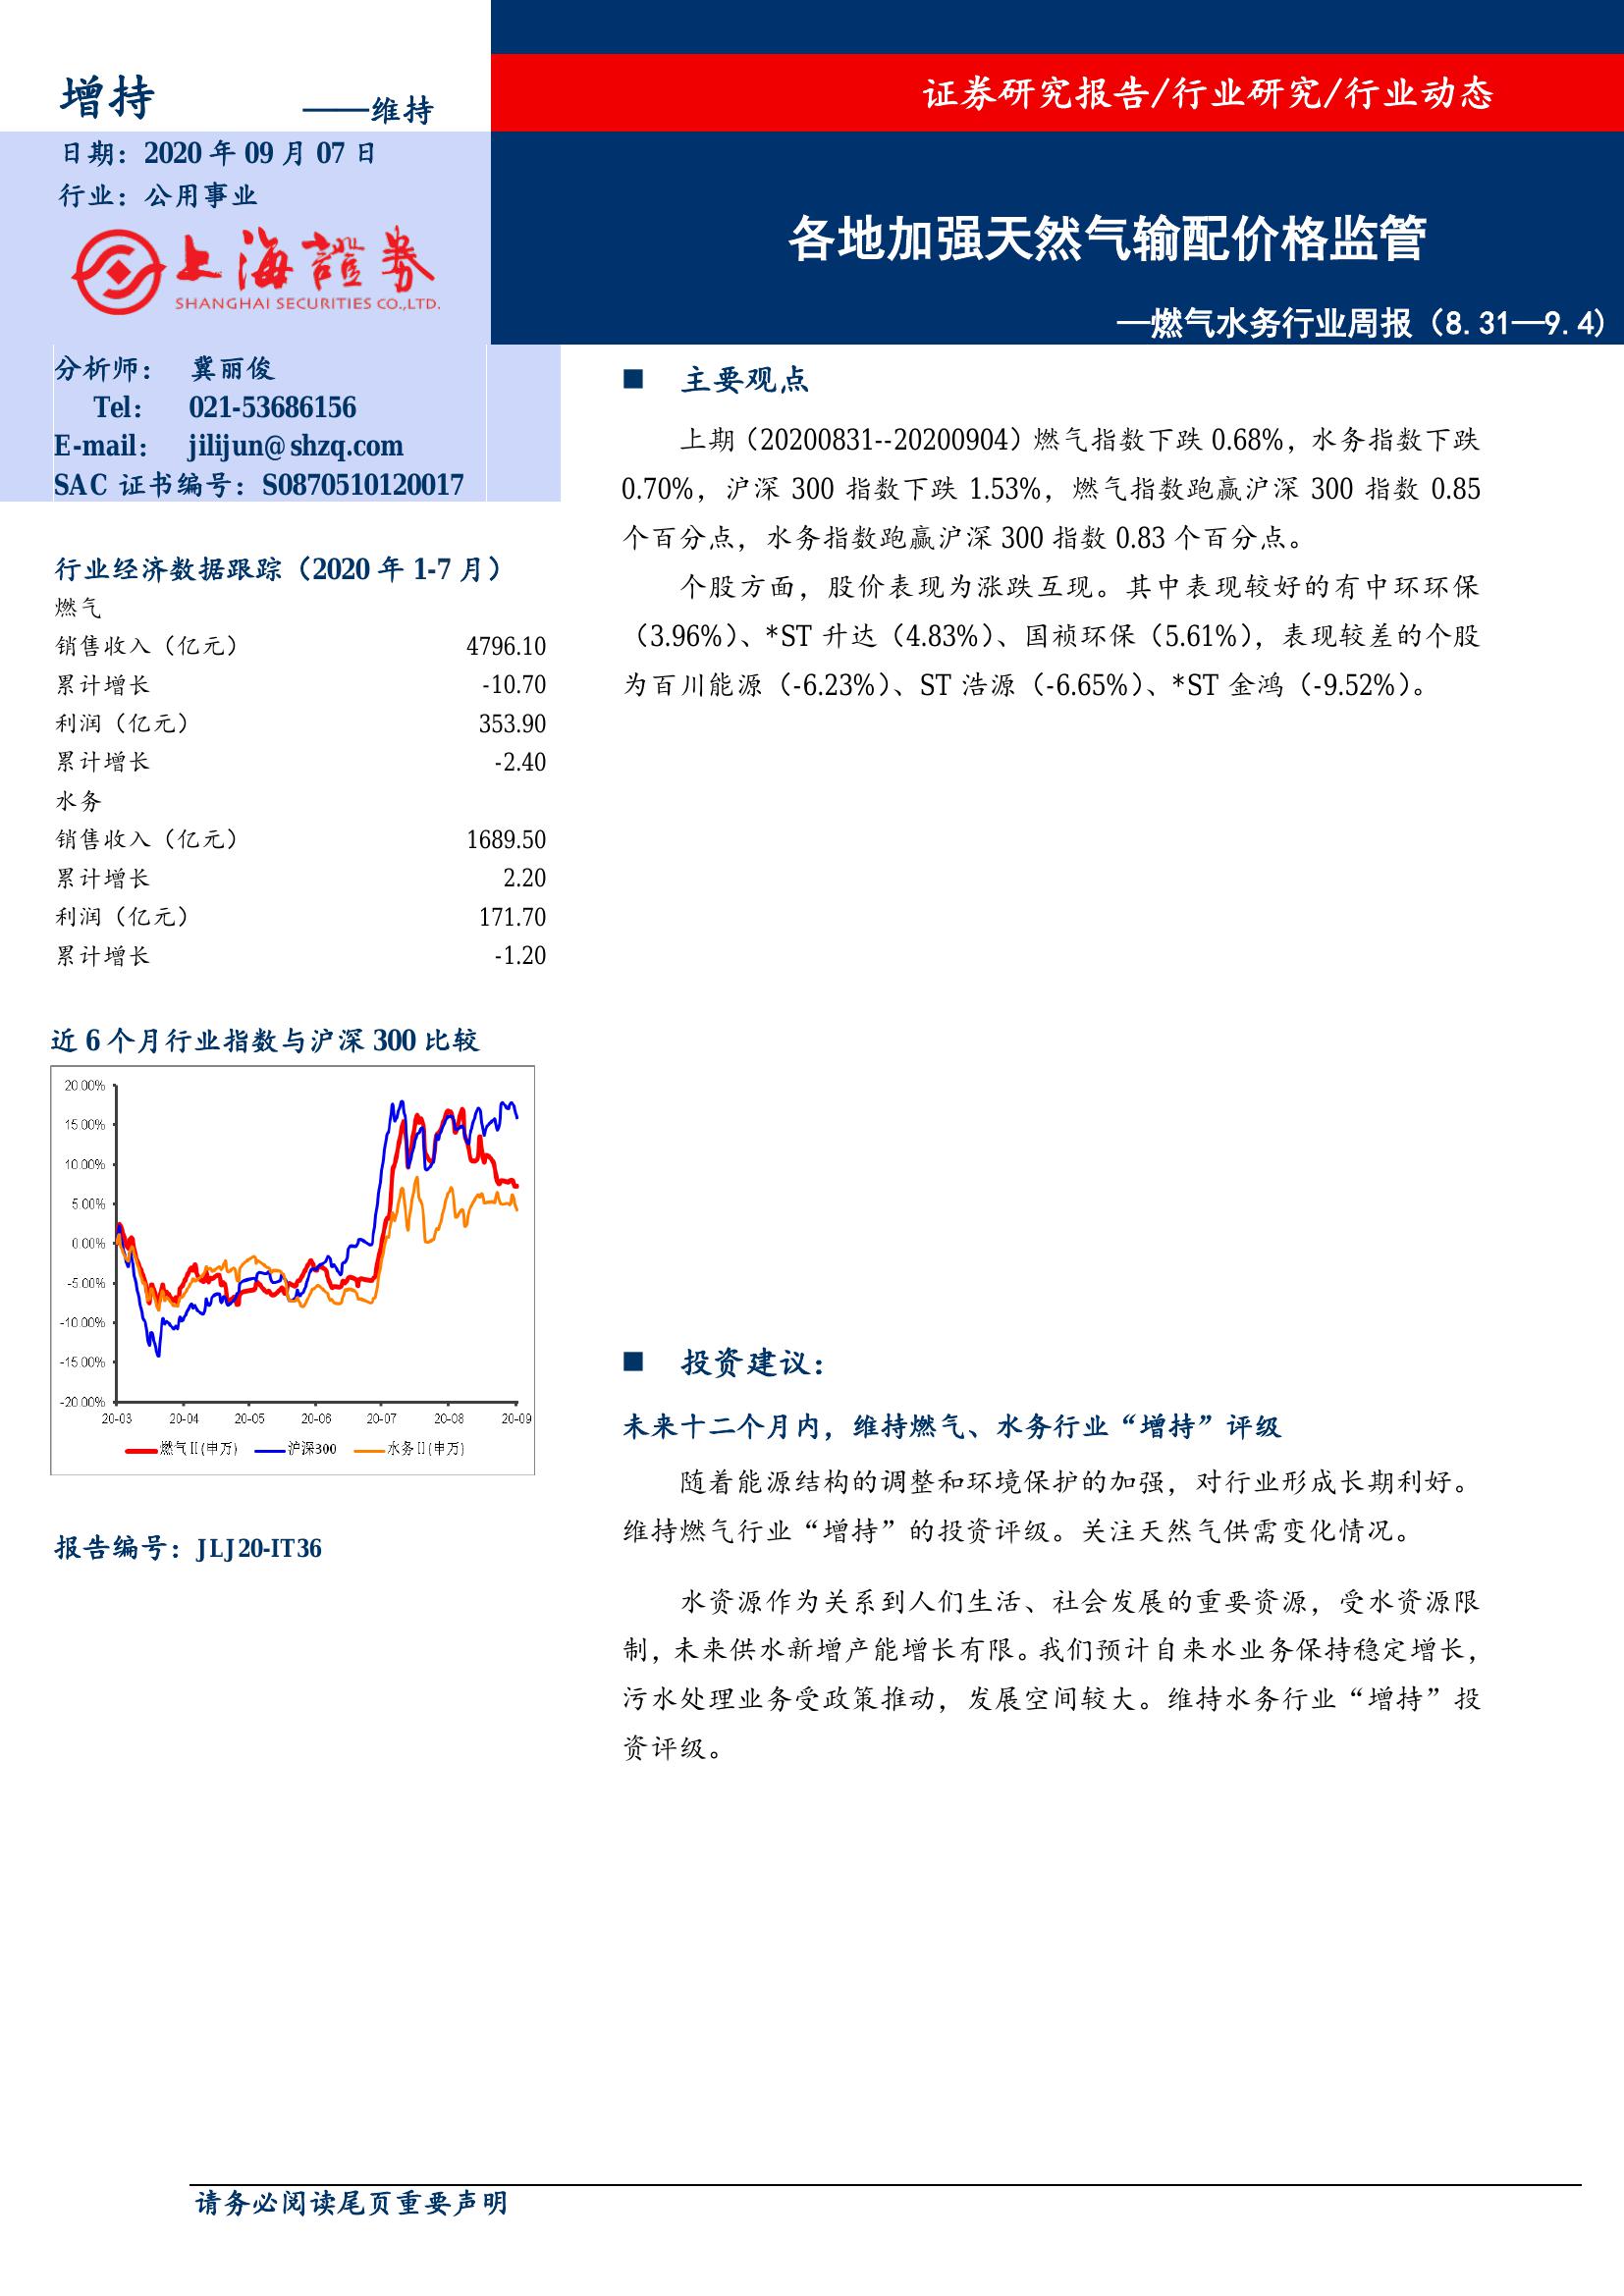 增持 ——维持
日期：2020 年 09 月 07 日
行业：公用事业
上海證券
SHANGHAI SECURITIES CO.,LTD.
证券研究报告/行业研究/行业动态
各地加强天然气输配价格监管
—燃气水务行业周报（8.31—9.4）
分析师： 冀丽俊
Tel： 021-53686156
E-mail： jilijun@shzq.com
SAC 证书编号：S0870510120017
行业经济数据跟踪（2020 年 1-7 月）
燃气
销售收入（亿元） 4796.10
累计增长 -10.70
利润（亿元） 353.90
累计增长 -2.40
水务
销售收入（亿元） 1689.50
累计增长 2.20
利润（亿元） 171.70
累计增长 -1.20
近 6 个月行业指数与沪深 300 比较
20.00%
15.00%
10.00%
5.00%
0.00%
-5.00%
-10.00%
-15.00%
-20.00%
20-03 20-04 20-05 20-06 20-07 20-08 20-09
燃气II(申万) 沪深300 水务II(申万)
报告编号：JLJ20-IT36
■ 主要观点
上期（20200831--20200904）燃气指数下跌 0.68%，水务指数下跌
0.70%，沪深 300 指数下跌 1.53%，燃气指数跑赢沪深 300 指数 0.85
个百分点，水务指数跑赢沪深 300 指数 0.83 个百分点。
个股方面，股价表现为涨跌互现。其中表现较好的有中环环保
（3.96%）、*ST 升达（4.83%）、国祯环保（5.61%），表现较差的个股
为百川能源（-6.23%）、ST 浩源（-6.65%）、*ST 金鸿（-9.52%）。
■ 投资建议：
未来十二个月内，维持燃气、水务行业“增持”评级
随着能源结构的调整和环境保护的加强，对行业形成长期利好。
维持燃气行业“增持”的投资评级。关注天然气供需变化情况。
水资源作为关系到人们生活、社会发展的重要资源，受水资源限
制，未来供水新增产能增长有限。我们预计自来水业务保持稳定增长，
污水处理业务受政策推动，发展空间较大。维持水务行业“增持”投
资评级。
请务必阅读尾页重要声明